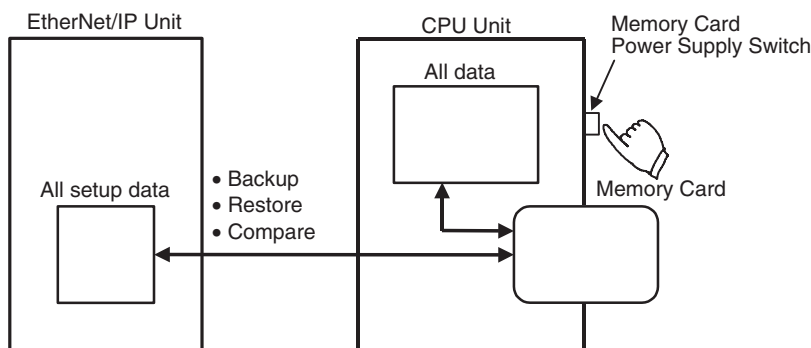 EtherNet/IP Unit
CPU Unit
Memory Card
Power Supply Switch
All data
All setup data
• Backup
• Restore
• Compare
Memory Card